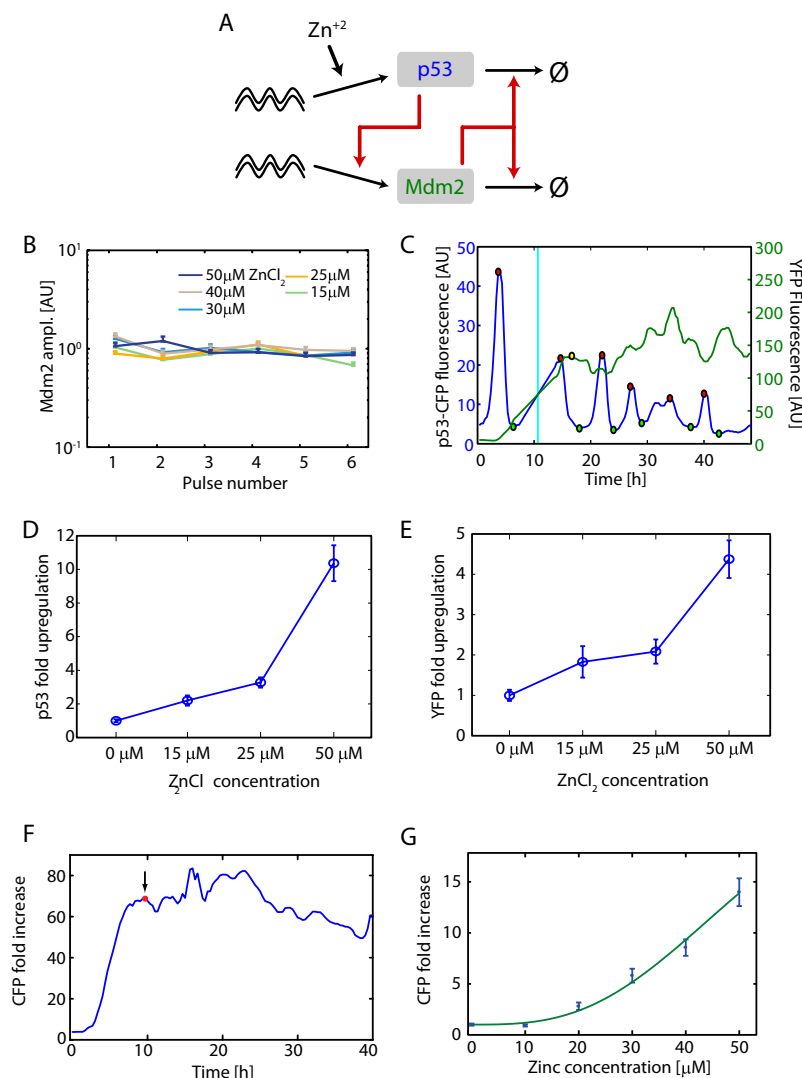 A
Zn+2
p53
Ø
Mdm2
Ø
B
Mdm2 ampl. [AU]
10^1
10^0
10^-1
50µM ZnCl2
40µM
30µM
25µM
15µM
1 2 3 4 5 6
Pulse number
C
p53-CFP fluorescence [AU]
50
40
30
20
10
0
YFP Fluorescence [AU]
300
250
200
150
100
50
0
0 10 20 30 40
Time [h]
D
p53 fold upregulation
12
10
8
6
4
2
0
0 µM 15 µM 25 µM 50 µM
ZnCl2 concentration
E
YFP fold upregulation
5
4
3
2
1
0
0 µM 15 µM 25 µM 50 µM
ZnCl2 concentration
F
CFP fold increase
80
60
40
20
0
0 10 20 30 40
Time [h]
G
CFP fold increase
15
10
5
0
0 10 20 30 40 50
Zinc concentration [µM]